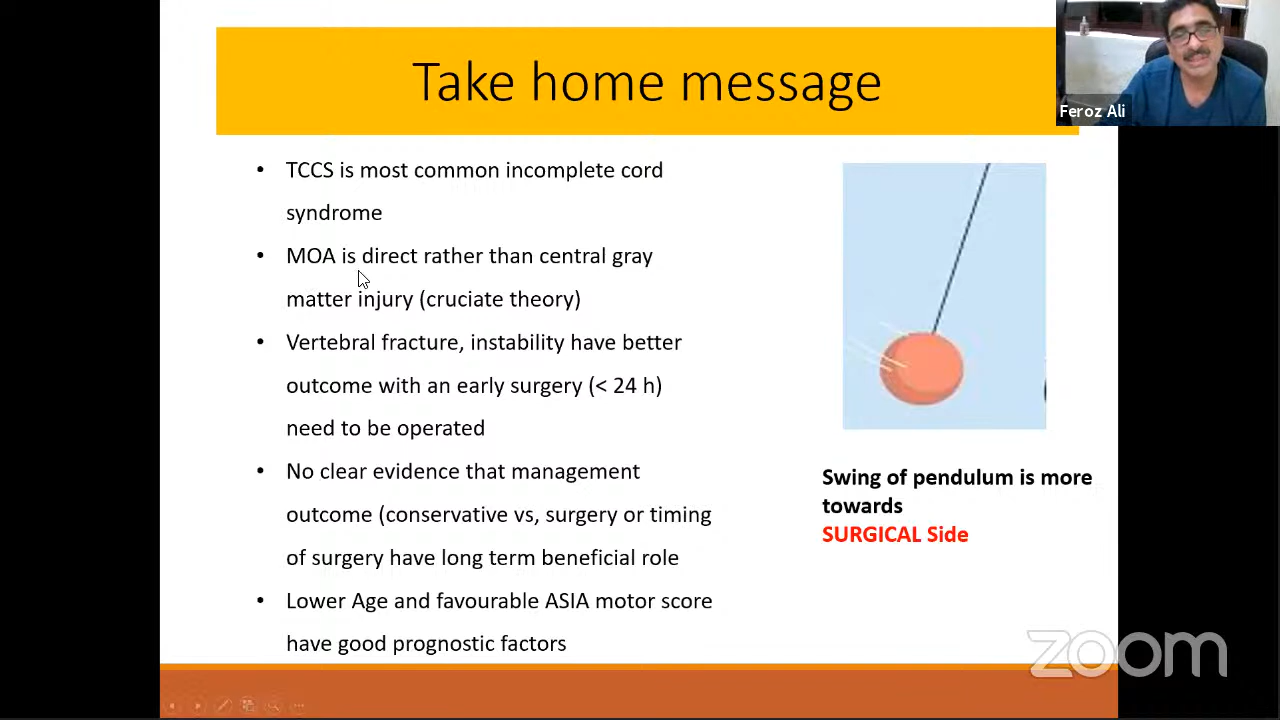 Take home message
Feroz Ali
• TCCS is most common incomplete cord
syndrome
• MOA is direct rather than central gray
matter injury (cruciate theory)
• Vertebral fracture, instability have better
outcome with an early surgery (< 24 h)
need to be operated
• No clear evidence that management
outcome (conservative vs, surgery or timing
of surgery have long term beneficial role
• Lower Age and favourable ASIA motor score
have good prognostic factors
Swing of pendulum is more
towards
SURGICAL Side
zoom